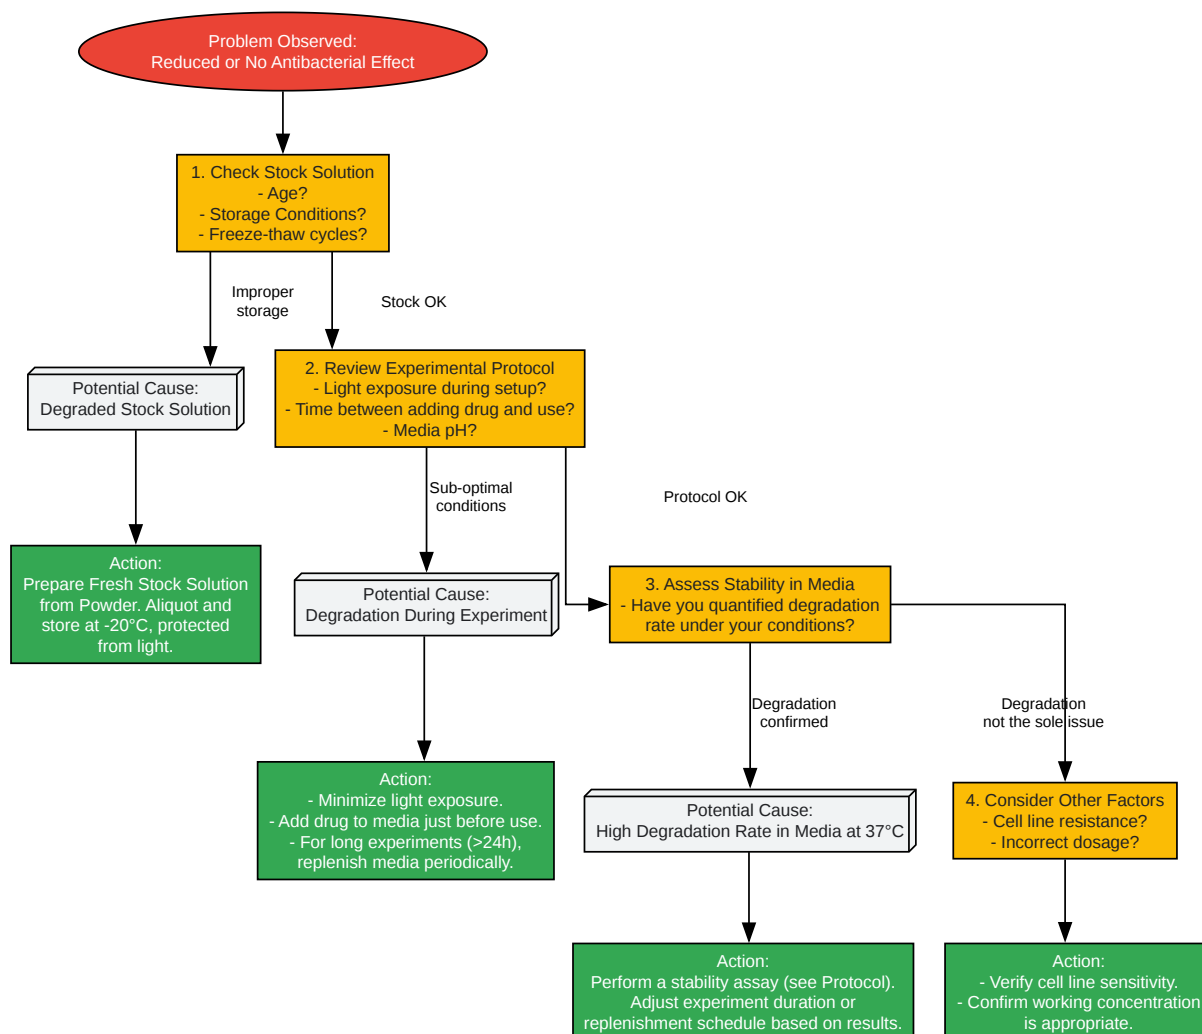 Problem Observed:
Reduced or No Antibacterial Effect
1. Check Stock Solution
- Age?
- Storage Conditions?
- Freeze-thaw cycles?
Improper
storage
Stock OK
Potential Cause:
Degraded Stock Solution
2. Review Experimental Protocol
- Light exposure during setup?
- Time between adding drug and use?
- Media pH?
Sub-optimal
conditions
Protocol OK
Action:
Prepare Fresh Stock Solution
from Powder. Aliquot and
store at -20°C, protected
from light.
Potential Cause:
Degradation During Experiment
3. Assess Stability in Media
- Have you quantified degradation
rate under your conditions?
Degradation
confirmed
Degradation
not the sole issue
Action:
- Minimize light exposure.
- Add drug to media just before use.
- For long experiments (>24h),
replenish media periodically.
Potential Cause:
High Degradation Rate in Media at 37°C
4. Consider Other Factors
- Cell line resistance?
- Incorrect dosage?
Action:
Perform a stability assay (see Protocol).
Adjust experiment duration or
replenishment schedule based on results.
Action:
- Verify cell line sensitivity.
- Confirm working concentration
is appropriate.